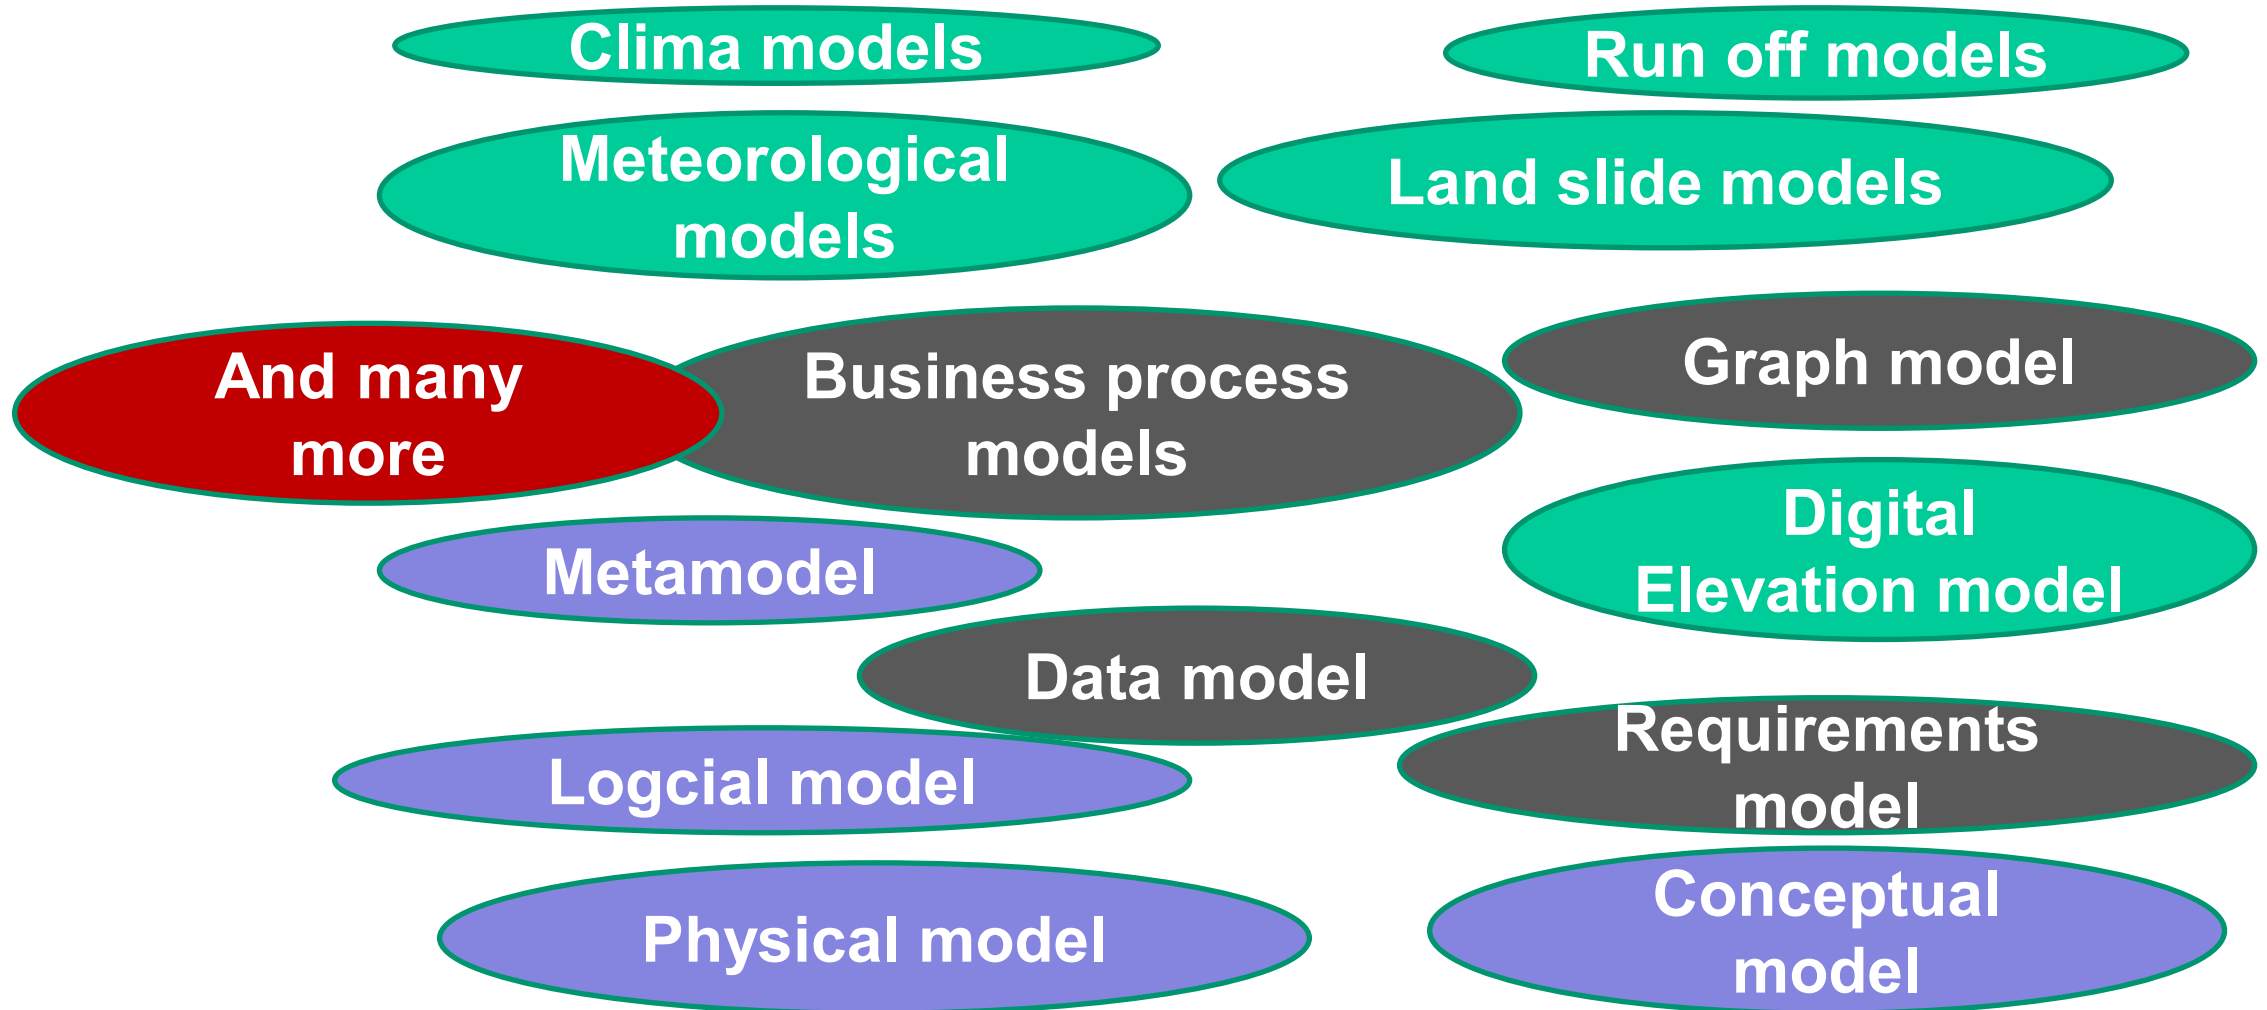 Clima models
Run off models
Meteorological
models
Land slide models
And many
more
Business process
models
Graph model
Digital
Elevation model
Metamodel
Data model
Requirements
model
Logcial model
Physical model
Conceptual
model